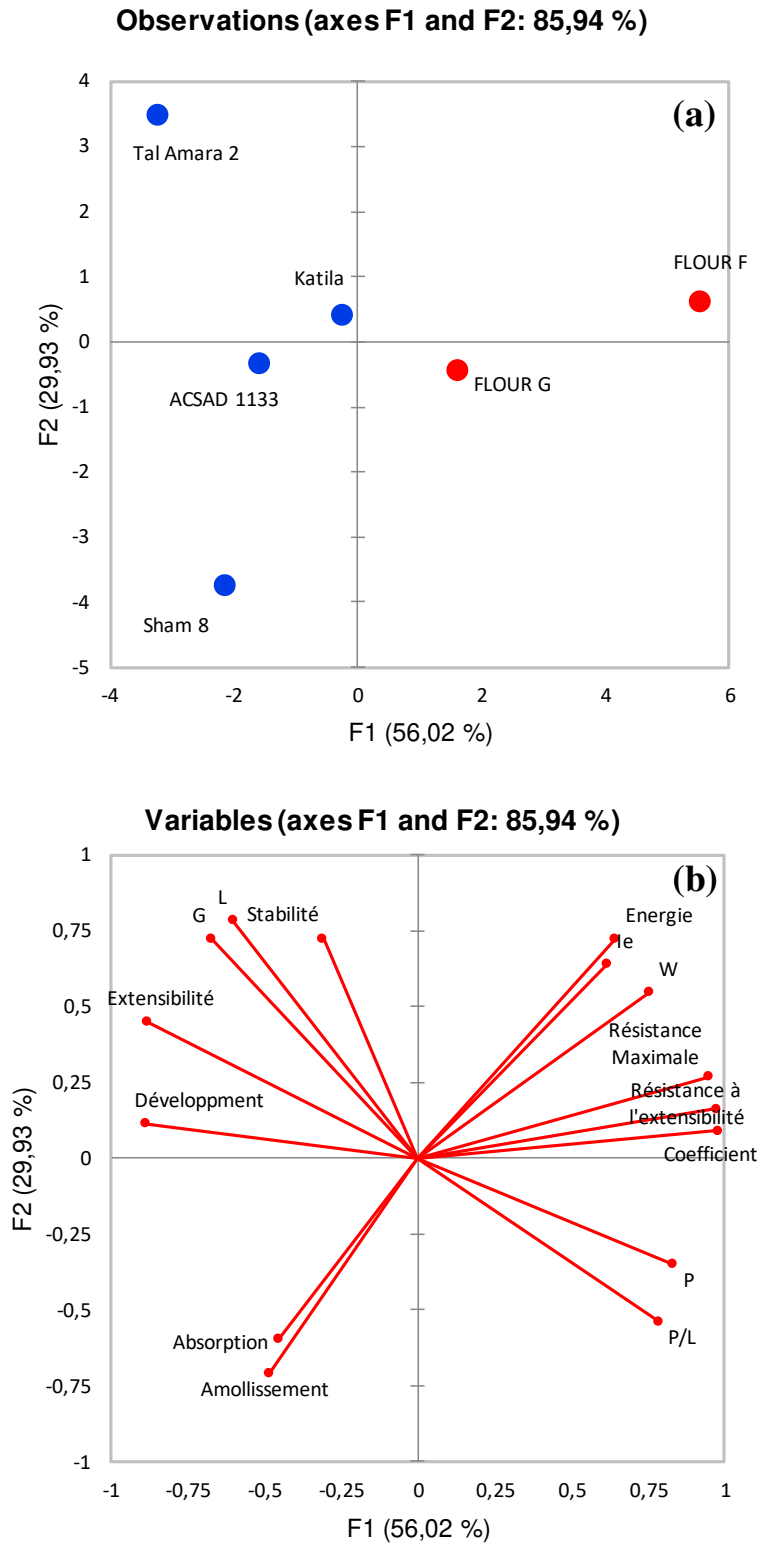 Observations (axes F1 and F2: 85,94 %)
(a)
4
3
2
1
0
-1
-2
-3
-4
-5
F2 (29,93 %)
Tal Amara 2
Katila
FLOUR F
ACSAD 1133
FLOUR G
Sham 8
-4
-2
0
2
4
6
F1 (56,02 %)
Variables (axes F1 and F2: 85,94 %)
(b)
1
0,75
0,5
0,25
0
-0,25
-0,5
-0,75
-1
F2 (29,93 %)
L
G
Stabilité
Energie
Ie
W
Extensibilité
Résistance
Maximale
Développment
Résistance à
l'extensibilité
Coefficient
P
P/L
Absorption
Amollissement
-1
-0,75
-0,5
-0,25
0
0,25
0,5
0,75
1
F1 (56,02 %)